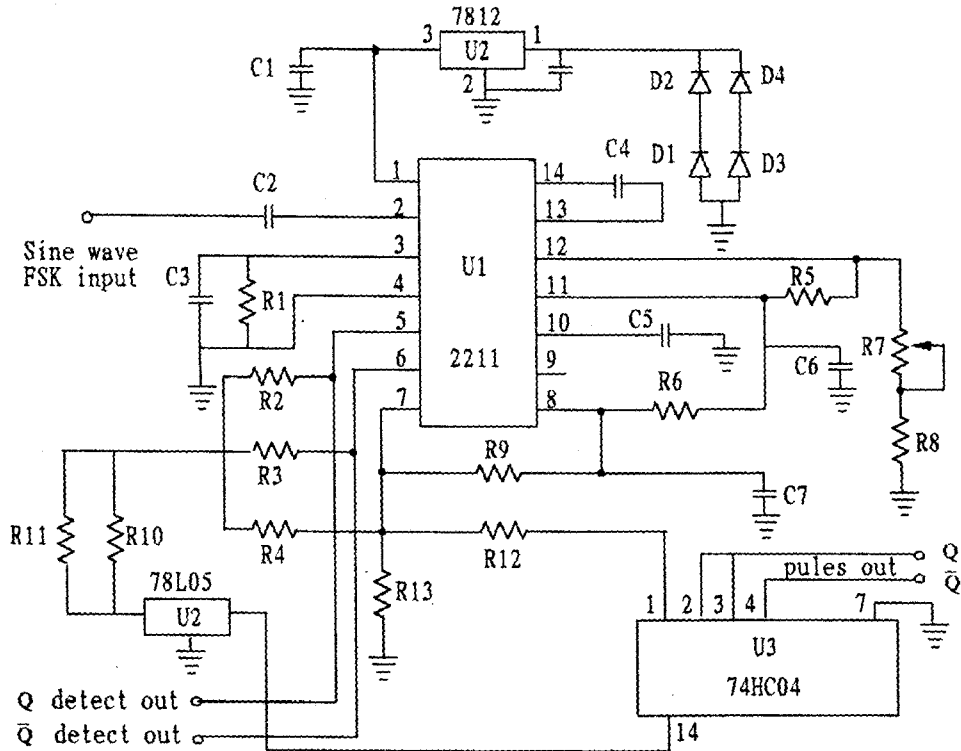 7812
3 U2 1
C1
2
D2 D4
D1 D3
C4
1 14
C2
2 13
Sine wave
FSK input
3 12
C3
R1
U1
R5
4 11
C5
5 10
R7
C6
2211
6 9
R2
R6
7 8
R8
R3
R9
C7
R11 R10
R4
R12
Q
pules out
Q̄
78L05
R13
1 2 3 4 7
U2
U3
74HC04
Q detect out
14
Q̄ detect out